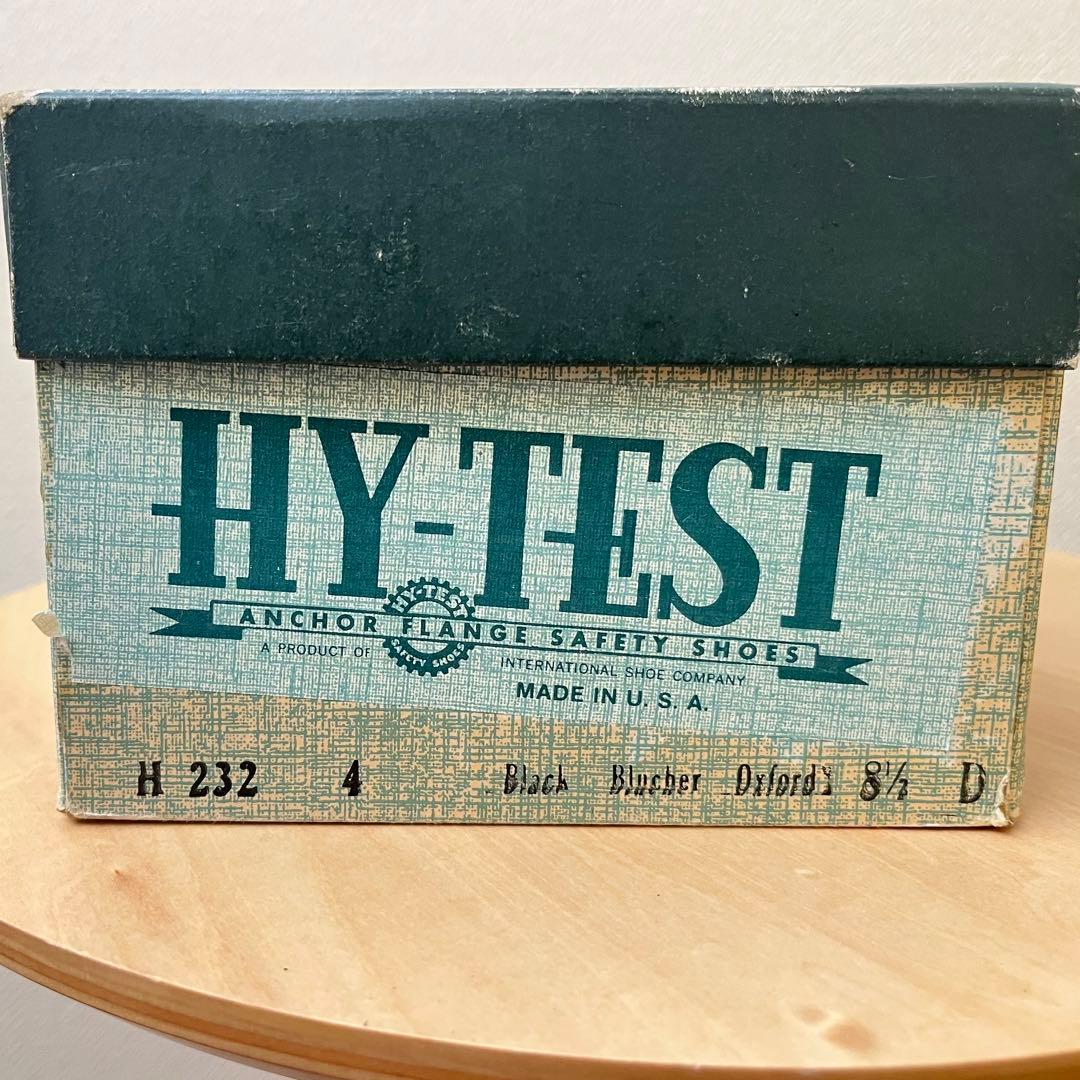 HY-TEST
HY-TEST
ANCHOR FLANGE SAFETY SHOES
SAFETY SHOES
A PRODUCT OF INTERNATIONAL SHOE COMPANY
MADE IN U. S. A.
H 232 4 Black Blucher Oxfords 8½ D